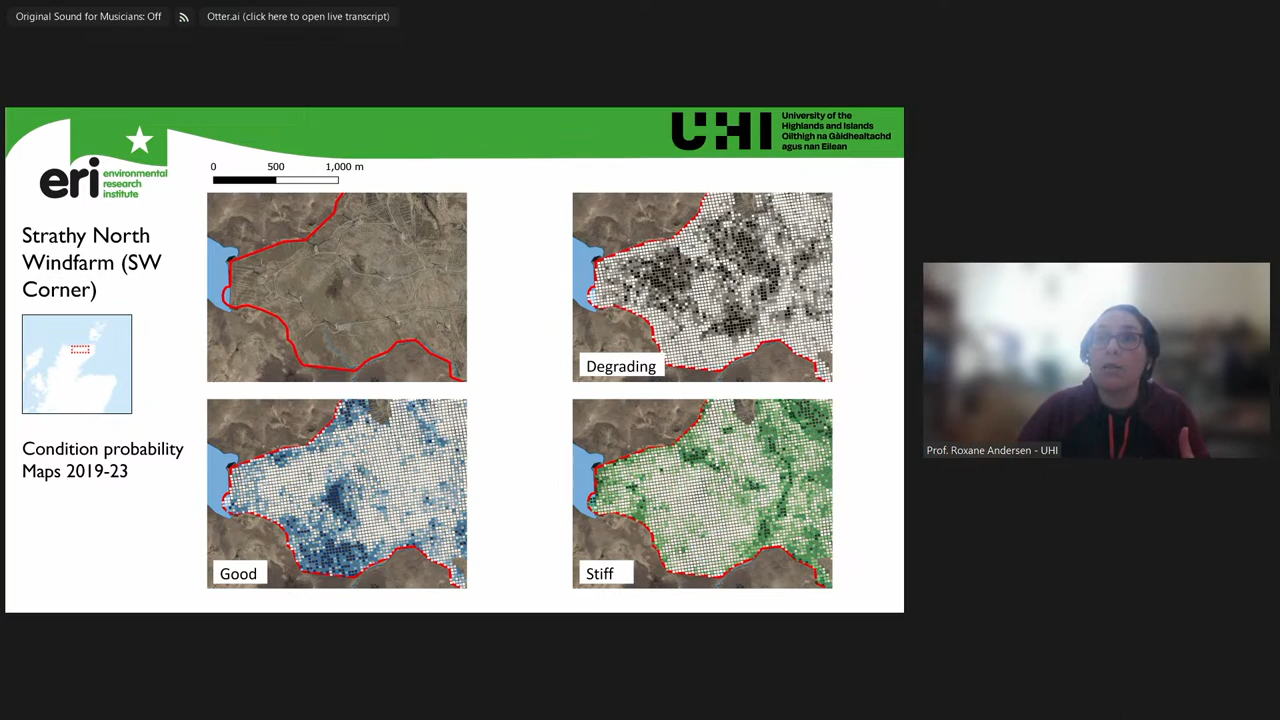 Original Sound for Musicians: Off
Otter.ai (click here to open live transcript)
eri
environmental
research
institute
UHI
University of the
Highlands and Islands
Oilthigh na Gàidhealtachd
agus nan Eilean
0 500 1,000 m
Strathy North
Windfarm (SW
Corner)
Condition probability
Maps 2019-23
Degrading
Good
Stiff
Prof. Roxane Andersen - UHI